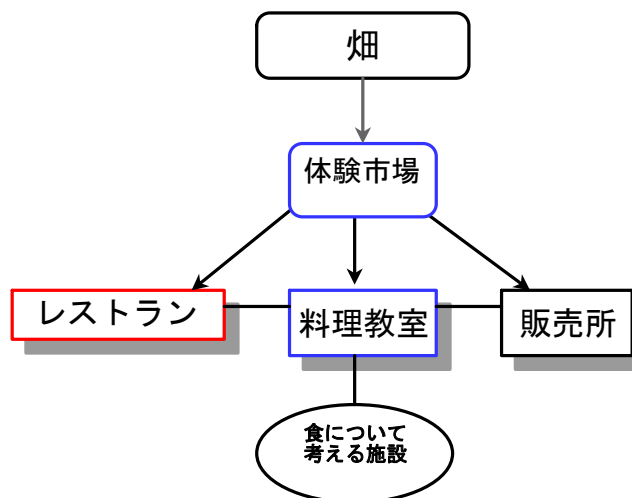 畑
体験市場
レストラン
料理教室
販売所
食について
考える施設